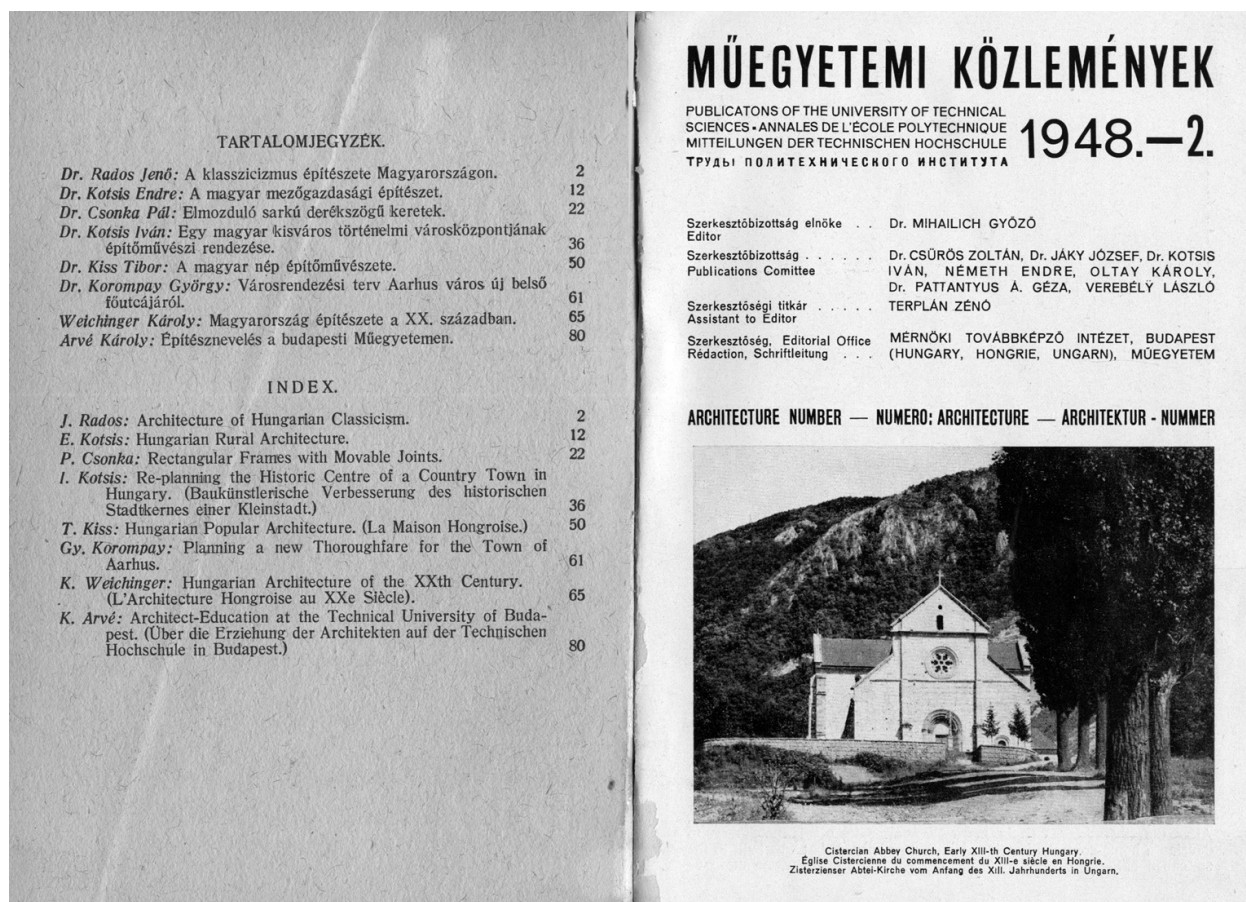 TARTALOMJEGYZÉK.
Dr. Rados Jenő: A klasszicizmus építészete Magyarországon. 2
Dr. Kotsis Endre: A magyar mezőgazdasági építészet. 12
Dr. Csonka Pál: Elmozduló sarkú derékszögű keretek. 22
Dr. Kotsis Iván: Egy magyar kisváros történelmi városközpontjának
építőművészi rendezése. 36
Dr. Kiss Tibor: A magyar nép építőművészete. 50
Dr. Korompay György: Városrendezési terv Aarhus város új belső
főutcájáról. 61
Weichinger Károly: Magyarország építészete a XX. században. 65
Arvé Károly: Építésznevelés a budapesti Műegyetemen. 80
INDEX.
J. Rados: Architecture of Hungarian Classicism. 2
E. Kotsis: Hungarian Rural Architecture. 12
P. Csonka: Rectangular Frames with Movable Joints. 22
I. Kotsis: Re-planning the Historic Centre of a Country Town in
Hungary. (Baukünstlerische Verbesserung des historischen
Stadtkernes einer Kleinstadt.) 36
T. Kiss: Hungarian Popular Architecture. (La Maison Hongroise.) 50
Gy. Korompay: Planning a new Thoroughfare for the Town of
Aarhus. 61
K. Weichinger: Hungarian Architecture of the XXth Century.
(L'Architecture Hongroise au XXe Siècle). 65
K. Arvé: Architect-Education at the Technical University of Buda-
pest. (Über die Erziehung der Architekten auf der Technischen
Hochschule in Budapest.) 80
MŰEGYETEMI KÖZLEMÉNYEK
PUBLICATONS OF THE UNIVERSITY OF TECHNICAL
SCIENCES • ANNALES DE L'ÉCOLE POLYTECHNIQUE
MITTEILUNGEN DER TECHNISCHEN HOCHSCHULE
ТРУДЫ ПОЛИТЕХНИЧЕСКОГО ИНСТИТУТА
1948.—2.
Szerkesztőbizottság elnöke . . Dr. MIHAILICH GYŐZŐ
Editor
Szerkesztőbizottság . . . . . . Dr. CSŰRÖS ZOLTÁN, Dr. JÁKY JÓZSEF, Dr. KOTSIS
Publications Comittee IVÁN, NÉMETH ENDRE, OLTAY KÁROLY,
Dr. PATTANTYUS Á. GÉZA, VEREBÉLŸ LÁSZLÓ
Szerkesztőségi titkár . . . . . TERPLÁN ZÉNÓ
Assistant to Editor
Szerkesztőség, Editorial Office MÉRNÖKI TOVÁBBKÉPZŐ INTÉZET, BUDAPEST
Rédaction, Schriftleitung . . . (HUNGARY, HONGRIE, UNGARN), MŰEGYETEM
ARCHITECTURE NUMBER — NUMERO: ARCHITECTURE — ARCHITEKTUR - NUMMER
Cistercian Abbey Church, Early XIII-th Century Hungary.
Église Cistercienne du commencement du XIII-e siècle en Hongrie.
Zisterzienser Abtei-Kirche vom Anfang des XIII. Jahrhunderts in Ungarn.